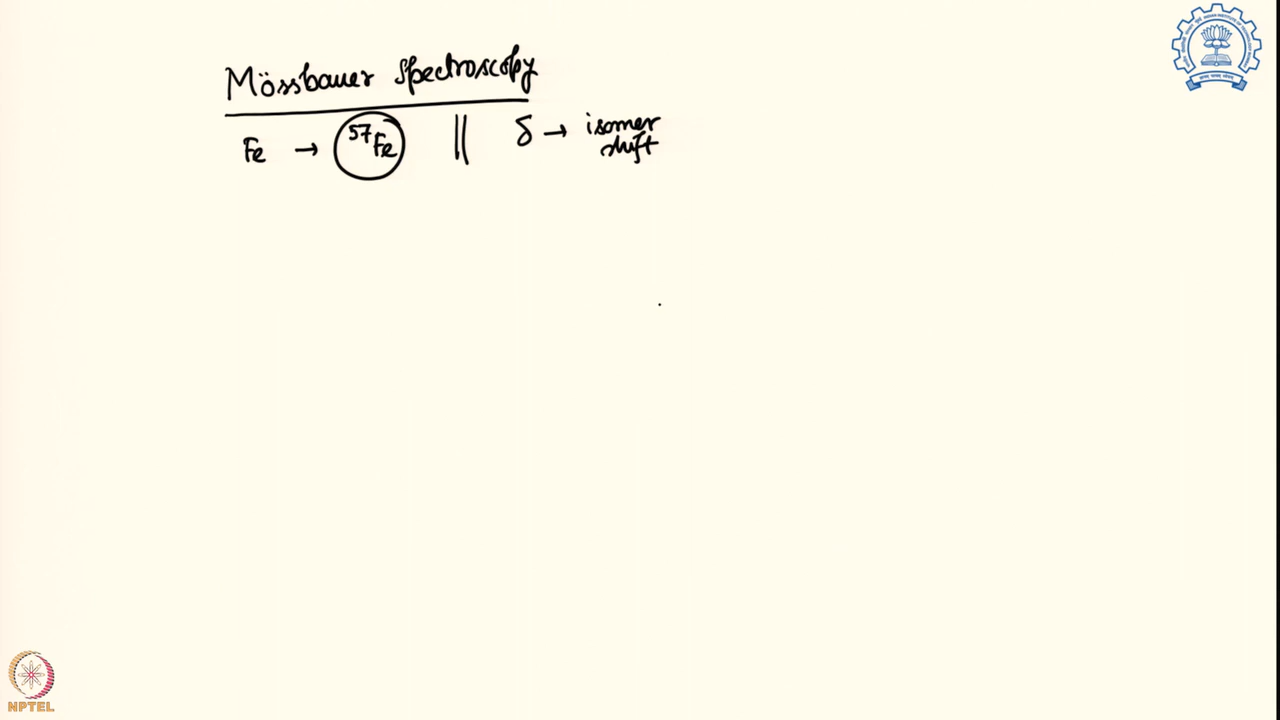 Mössbauer Spectroscopy
Fe → ⁵⁷Fe || δ → isomer shift
NPTEL